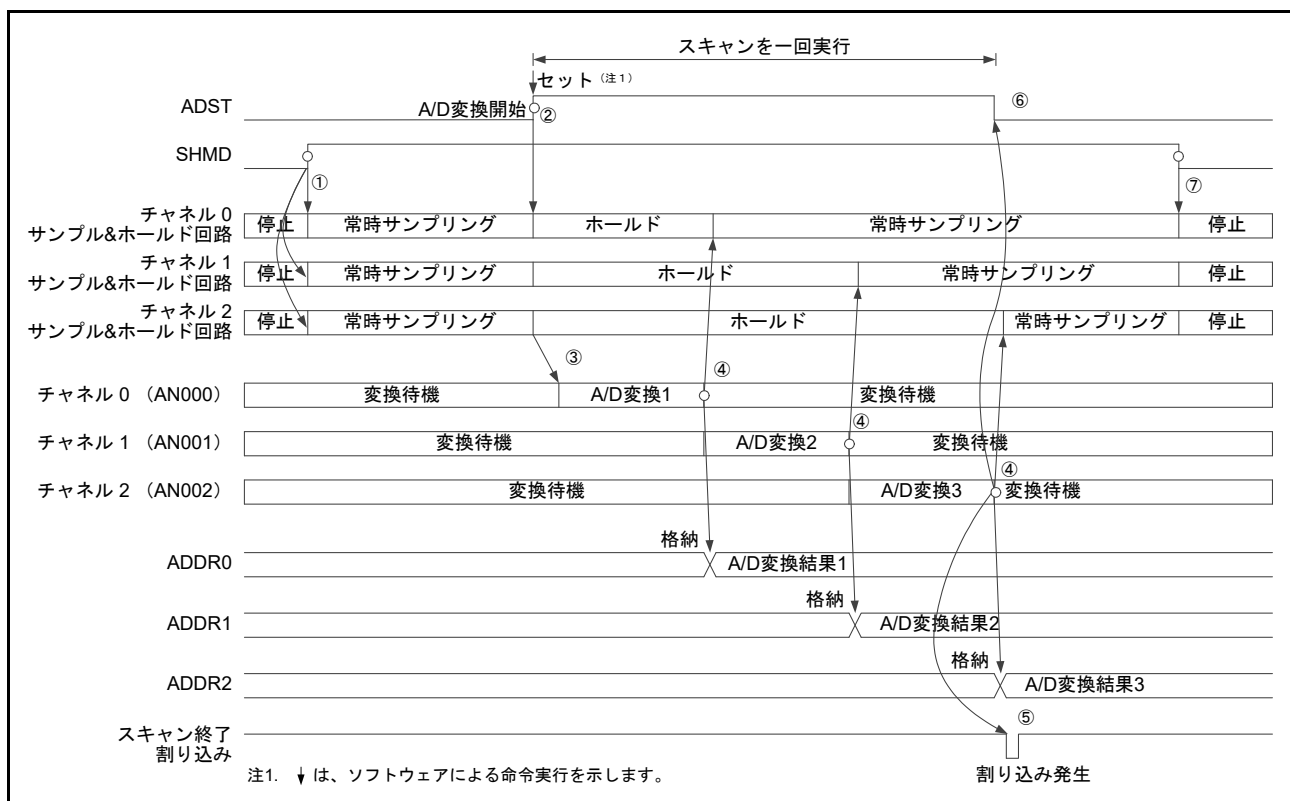 スキャンを一回実行
セット（注１）
ADST
A/D変換開始
②
⑥
SHMD
①
⑦
チャネル 0
サンプル&ホールド回路
停止 常時サンプリング ホールド 常時サンプリング 停止
チャネル 1
サンプル&ホールド回路
停止 常時サンプリング ホールド 常時サンプリング 停止
チャネル 2
サンプル&ホールド回路
停止 常時サンプリング ホールド 常時サンプリング 停止
③
④
チャネル 0 （AN000） 変換待機 A/D変換1 変換待機
④
チャネル 1 （AN001） 変換待機 A/D変換2 変換待機
④
チャネル 2 （AN002） 変換待機 A/D変換3 変換待機
格納
ADDR0 A/D変換結果1
格納
ADDR1 A/D変換結果2
格納
ADDR2 A/D変換結果3
⑤
スキャン終了
割り込み
注1. は、ソフトウェアによる命令実行を示します。
割り込み発生